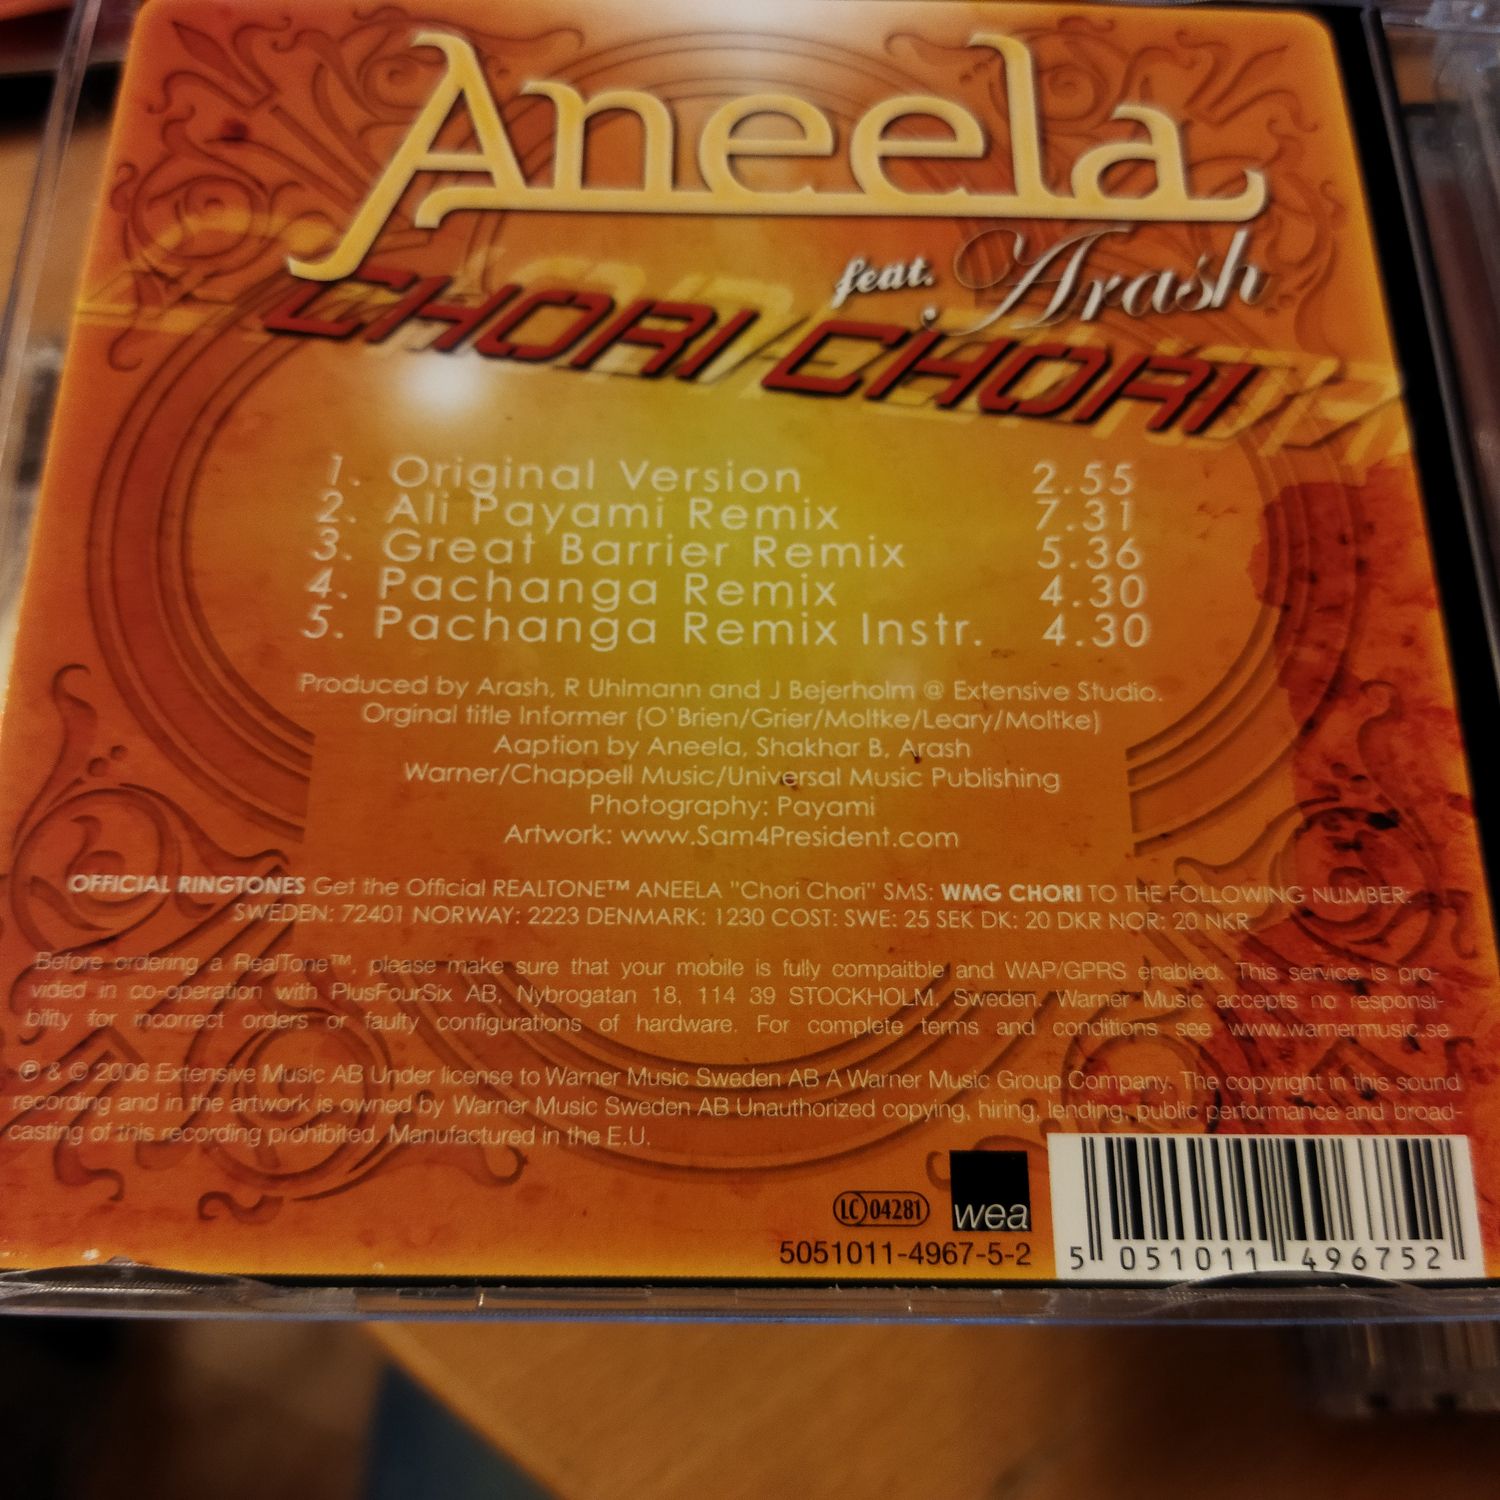 Aneela
feat. Arash
CHORI CHORI
1. Original Version 2.55
2. Ali Payami Remix 7.31
3. Great Barrier Remix 5.36
4. Pachanga Remix 4.30
5. Pachanga Remix Instr. 4.30
Produced by Arash, R Uhlmann and J Bejerholm @ Extensive Studio.
Orginal title Informer (O'Brien/Grier/Moltke/Leary/Moltke)
Aaption by Aneela, Shakhar B, Arash
Warner/Chappell Music/Universal Music Publishing
Photography: Payami
Artwork: www.Sam4President.com
OFFICIAL RINGTONES Get the Official REALTONE™ ANEELA "Chori Chori" SMS: WMG CHORI TO THE FOLLOWING NUMBER:
SWEDEN: 72401 NORWAY: 2223 DENMARK: 1230 COST: SWE: 25 SEK DK: 20 DKR NOR: 20 NKR
Before ordering a RealTone™, please make sure that your mobile is fully compaitble and WAP/GPRS enabled. This service is pro-
vided in co-operation with PlusFourSix AB, Nybrogatan 18, 114 39 STOCKHOLM, Sweden. Warner Music accepts no responsi-
bility for incorrect orders or faulty configurations of hardware. For complete terms and conditions see www.warnermusic.se
℗ & © 2006 Extensive Music AB Under license to Warner Music Sweden AB A Warner Music Group Company. The copyright in this sound
recording and in the artwork is owned by Warner Music Sweden AB Unauthorized copying, hiring, lending, public performance and broad-
casting of this recording prohibited. Manufactured in the E.U.
LC 04281
wea
5051011-4967-5-2
5 051011 496752